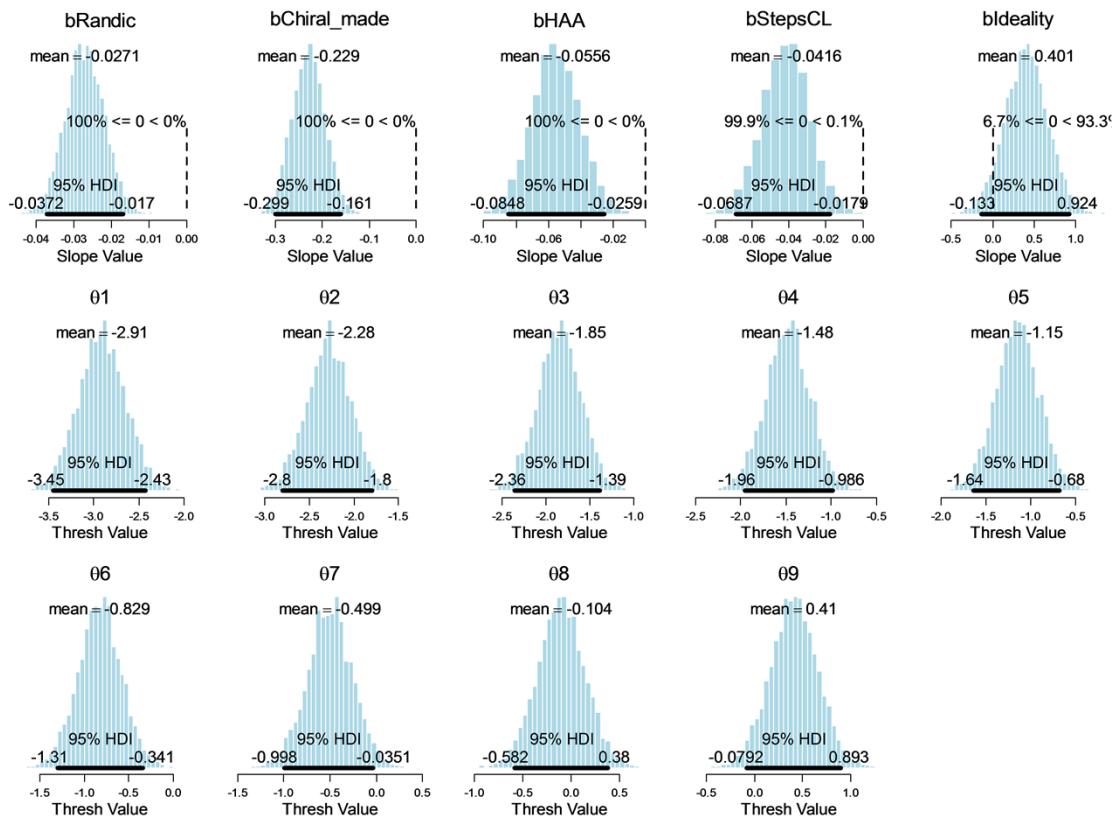 bRandic
bChiral_made
bHAA
bStepsCL
bIdeality
mean = -0.0271
mean = -0.229
mean = -0.0556
mean = -0.0416
mean = 0.401
100% <= 0 < 0%
100% <= 0 < 0%
100% <= 0 < 0%
99.9% <= 0 < 0.1%
6.7% <= 0 < 93.3%
95% HDI
95% HDI
95% HDI
95% HDI
95% HDI
-0.0372 -0.017
-0.299 -0.161
-0.0848 -0.0259
-0.0687 -0.0179
-0.133 0.924
-0.04 -0.03 -0.02 -0.01 0.00
-0.3 -0.2 -0.1 0.0
-0.10 -0.06 -0.02
-0.08 -0.06 -0.04 -0.02 0.00
-0.5 0.0 0.5 1.0
Slope Value
Slope Value
Slope Value
Slope Value
Slope Value
θ1
θ2
θ3
θ4
θ5
mean = -2.91
mean = -2.28
mean = -1.85
mean = -1.48
mean = -1.15
95% HDI
95% HDI
95% HDI
95% HDI
95% HDI
-3.45 -2.43
-2.8 -1.8
-2.36 -1.39
-1.96 -0.986
-1.64 -0.68
-3.5 -3.0 -2.5 -2.0
-3.0 -2.5 -2.0 -1.5
-2.5 -2.0 -1.5 -1.0
-2.5 -2.0 -1.5 -1.0 -0.5
-2.0 -1.5 -1.0 -0.5
Thresh Value
Thresh Value
Thresh Value
Thresh Value
Thresh Value
θ6
θ7
θ8
θ9
mean = -0.829
mean = -0.499
mean = -0.104
mean = 0.41
95% HDI
95% HDI
95% HDI
95% HDI
-1.31 -0.341
-0.998 -0.0351
-0.582 0.38
-0.0792 0.893
-1.5 -1.0 -0.5 0.0
-1.5 -1.0 -0.5 0.0 0.5
-1.0 -0.5 0.0 0.5
-0.5 0.0 0.5 1.0
Thresh Value
Thresh Value
Thresh Value
Thresh Value